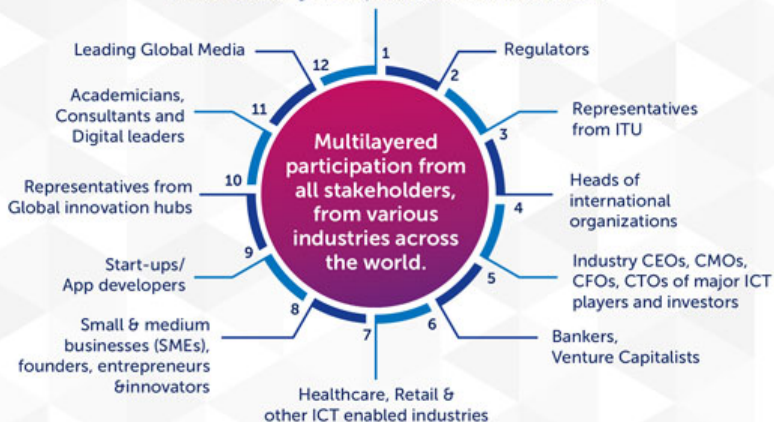 1
Regulators
2
Representatives
from ITU
3
Heads of
international
organizations
4
Industry CEOs, CMOs,
CFOs, CTOs of major ICT
players and investors
5
Bankers,
Venture Capitalists
6
Healthcare, Retail &
other ICT enabled industries
7
Small & medium
businesses (SMEs),
founders, entrepreneurs
&innovators
8
Start-ups/
App developers
9
Representatives from
Global innovation hubs
10
Academicians,
Consultants and
Digital leaders
11
Leading Global Media
12
Multilayered
participation from
all stakeholders,
from various
industries across
the world.